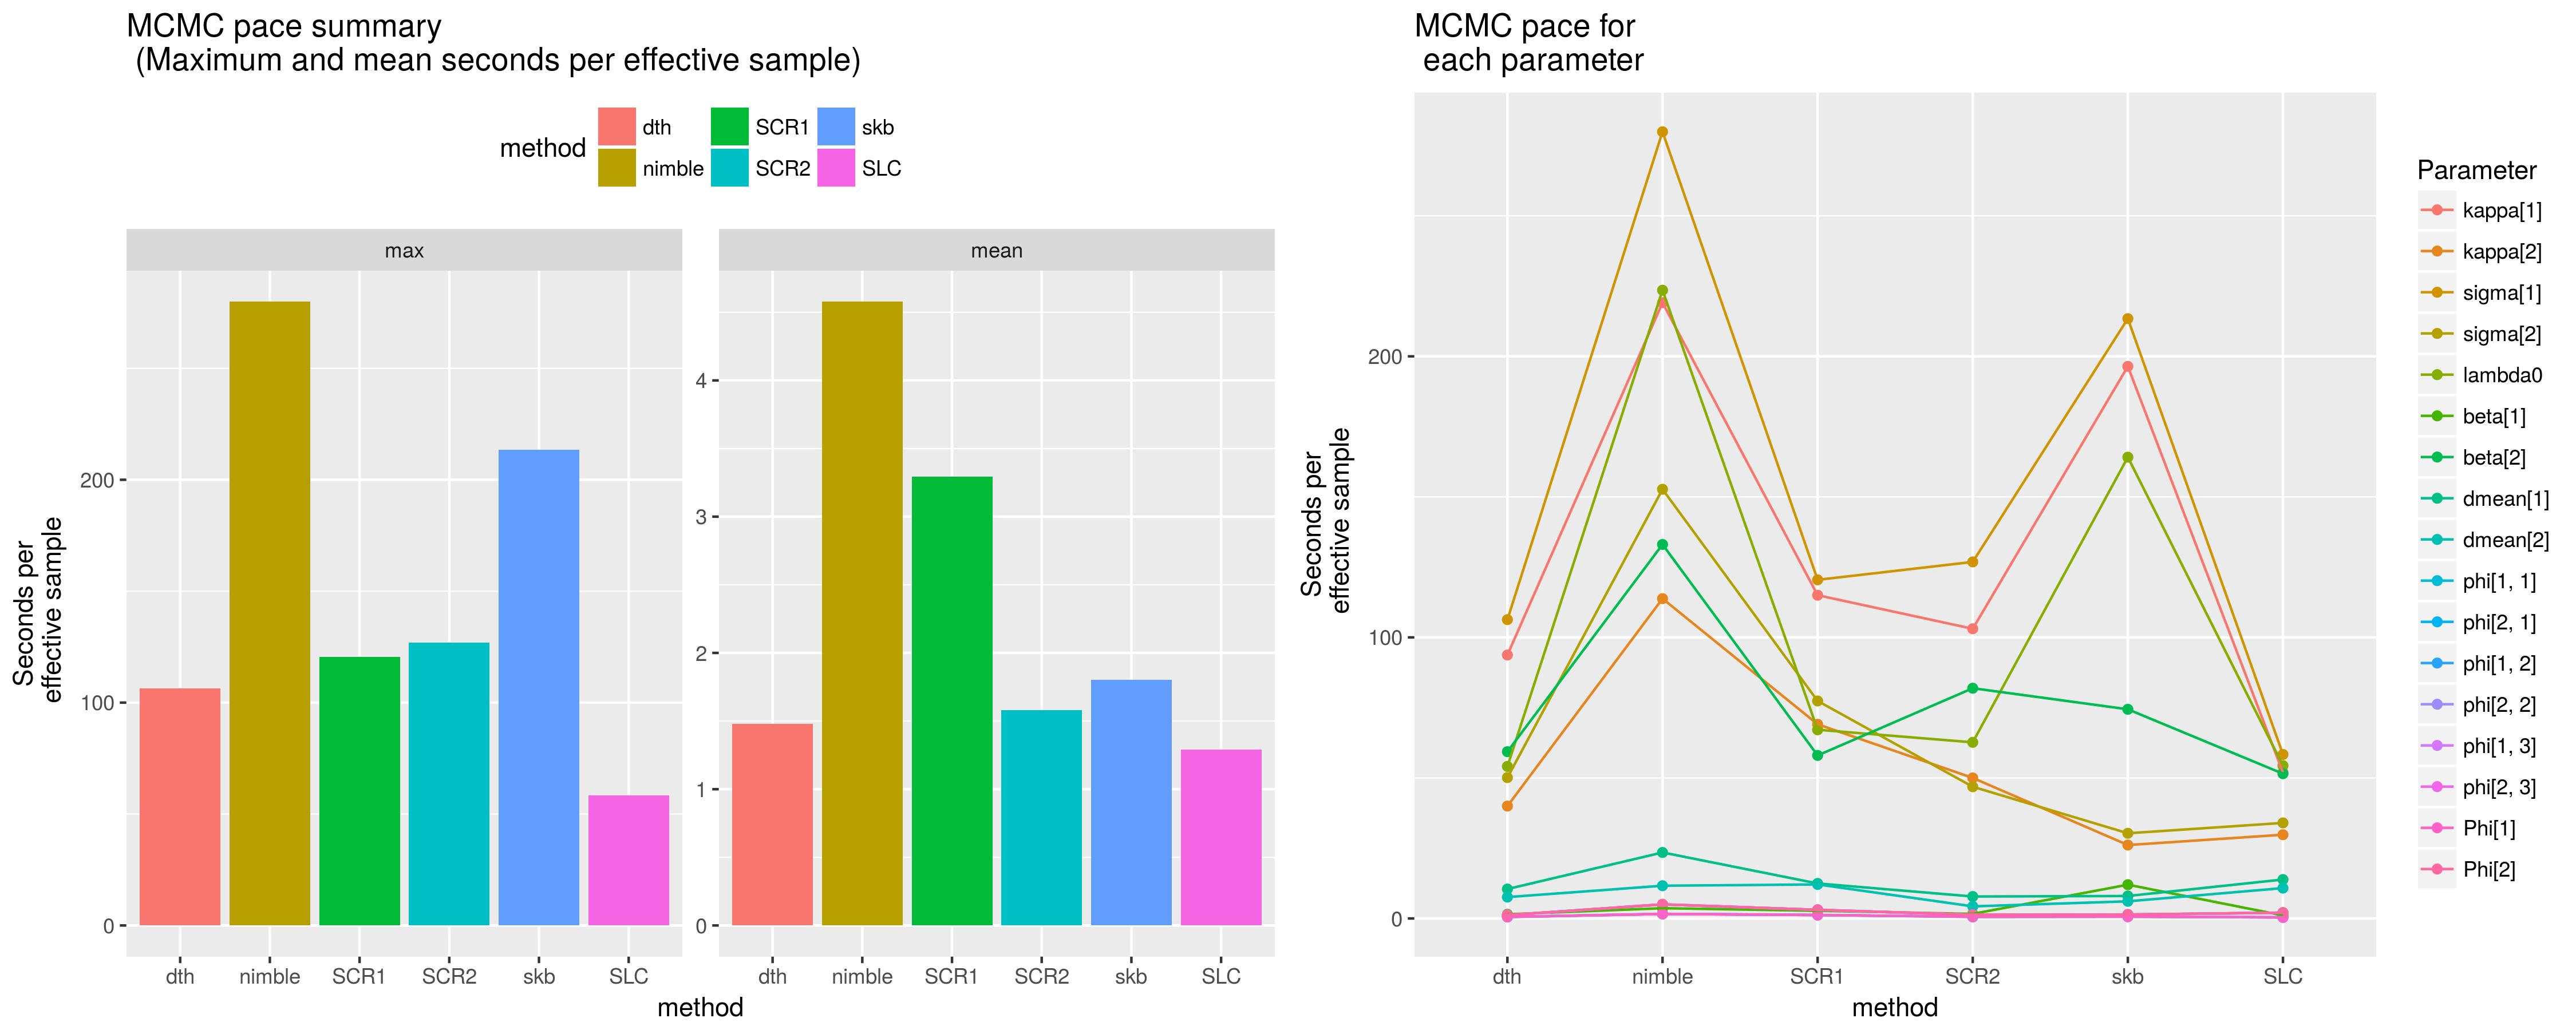 MCMC pace summary
(Maximum and mean seconds per effective sample)
method
dth
SCR1
skb
nimble
SCR2
SLC
max
mean
Seconds per
effective sample
200
100
0
4
3
2
1
0
dth
nimble
SCR1
SCR2
skb
SLC
dth
nimble
SCR1
SCR2
skb
SLC
method
MCMC pace for
each parameter
Seconds per
effective sample
200
100
0
dth
nimble
SCR1
SCR2
skb
SLC
method
Parameter
kappa[1]
kappa[2]
sigma[1]
sigma[2]
lambda0
beta[1]
beta[2]
dmean[1]
dmean[2]
phi[1, 1]
phi[2, 1]
phi[1, 2]
phi[2, 2]
phi[1, 3]
phi[2, 3]
Phi[1]
Phi[2]